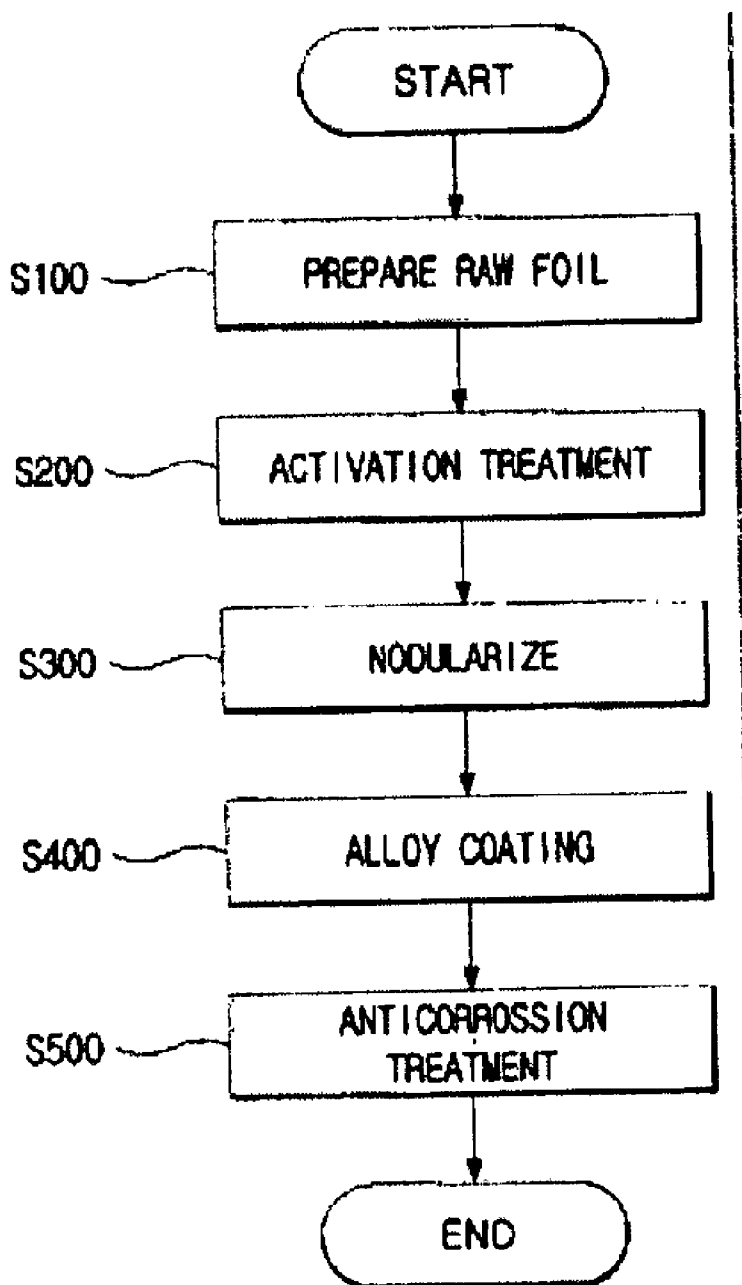 START
S100 PREPARE RAW FOIL
S200 ACTIVATION TREATMENT
S300 NODULARIZE
S400 ALLOY COATING
S500 ANTICORROSSION
TREATMENT
END